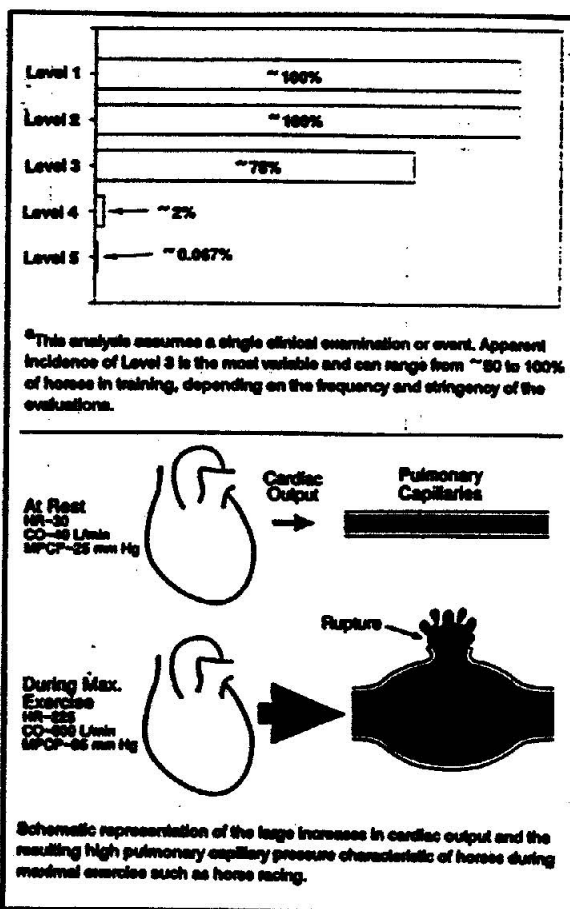 Level 1
~100%
Level 2
~100%
Level 3
~75%
Level 4
~2%
Level 5
~0.067%
aThis analysis assumes a single clinical examination or event. Apparent
incidence of Level 3 is the most variable and can range from ~50 to 100%
of horses in training, depending on the frequency and stringency of the
evaluations.
At Rest
HR~30
CO~40 L/min
MPCP~25 mm Hg
Cardiac
Output
Pulmonary
Capillaries
Rupture
During Max.
Exercise
HR~225
L/min
mm Hg
Schematic representation of the large increases in cardiac output and the
resulting high pulmonary capillary pressure characteristic of horses during
maximal exercise such as horse racing.